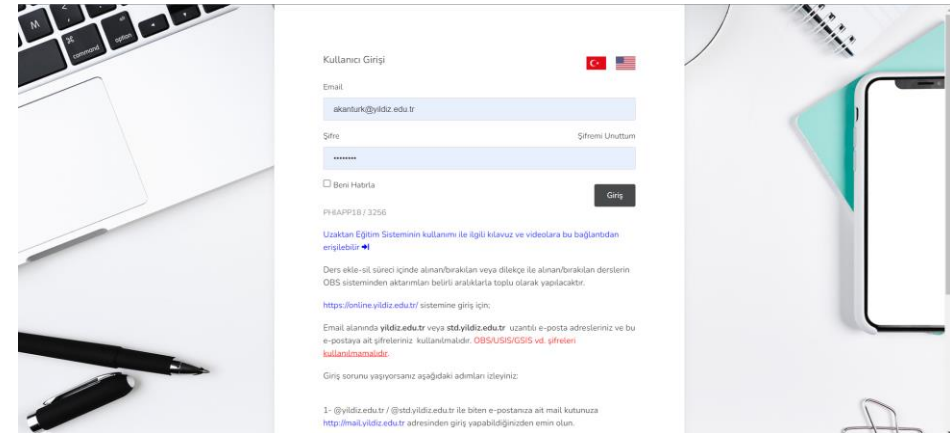 Kullanıcı Girişi
Email
akanturk@yildiz.edu.tr
Şifre Şifremi Unuttum
••••••••
Beni Hatırla
Giriş
PHIAPP18 / 3256
Uzaktan Eğitim Sisteminin kullanımı ile ilgili kılavuz ve videolara bu bağlantıdan
erişilebilir
Ders ekle-sil süreci içinde alınan/bırakılan veya dilekçe ile alınan/bırakılan derslerin
OBS sisteminden aktarımları belirli aralıklarla toplu olarak yapılacaktır.
https://online.yildiz.edu.tr/ sistemine giriş için;
Email alanında yildiz.edu.tr veya std.yildiz.edu.tr uzantılı e-posta adresleriniz ve bu
e-postaya ait şifreleriniz kullanılmalıdır. OBS/USIS/GSIS vd. şifreleri
kullanılmamalıdır.
Giriş sorunu yaşıyorsanız aşağıdaki adımları izleyiniz:
1- @yildiz.edu.tr / @std.yildiz.edu.tr ile biten e-postanıza ait mail kutunuza
http://mail.yildiz.edu.tr adresinden giriş yapabildiğinizden emin olun.
M
command
option